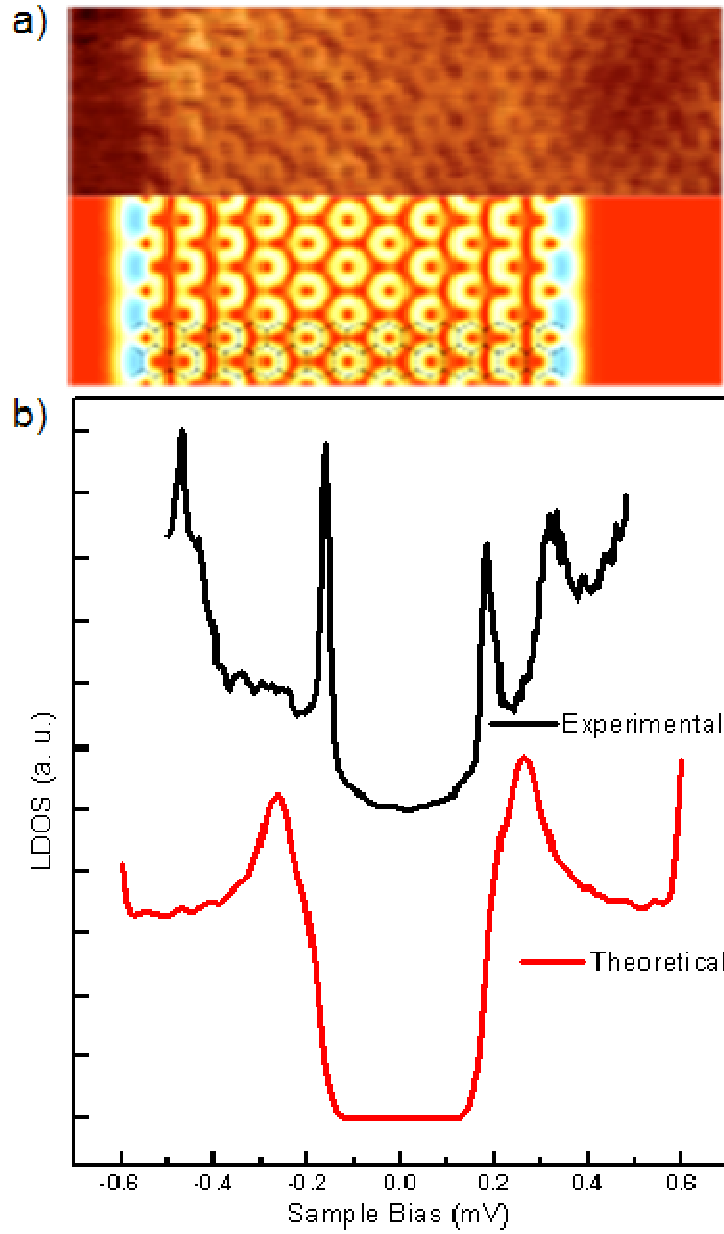 a)
b)
LDOS (a. u.)
Experimental
Theoretical
-0.6 -0.4 -0.2 0.0 0.2 0.4 0.6
Sample Bias (mV)